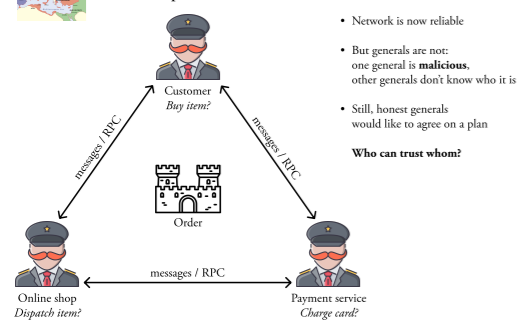 • Network is now reliable
• But generals are not:
one general is malicious,
other generals don't know who it is
• Still, honest generals
would like to agree on a plan
Who can trust whom?
Customer
Buy item?
messages / RPC
messages / RPC
Order
messages / RPC
Online shop
Dispatch item?
Payment service
Charge card?